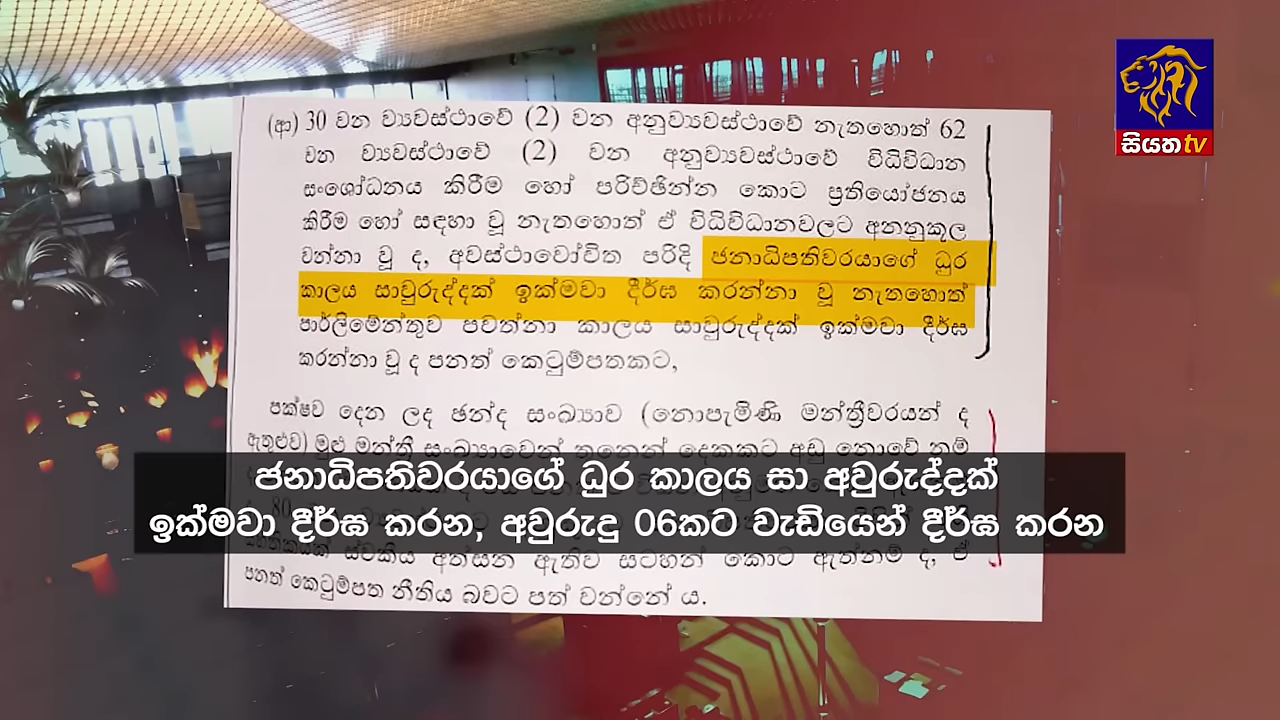 සියත tv
(ආ) 30 වන ව්‍යවස්ථාවේ (2) වන අනුව්‍යවස්ථාවේ නැතහොත් 62
වන ව්‍යවස්ථාවේ (2) වන අනුව්‍යවස්ථාවේ විධිවිධාන
සංශෝධනය කිරීම හෝ පරිච්ඡින්න කොට ප්‍රතියෝජනය
කිරීම හෝ සඳහා වූ නැතහොත් ඒ විධිවිධානවලට අනනුකූල
වන්නා වූ ද, අවස්ථාවෝචිත පරිදි ජනාධිපතිවරයාගේ ධුර
කාලය සාවුරුද්දක් ඉක්මවා දීර්ඝ කරන්නා වූ නැතහොත්
පාර්ලිමේන්තුව පවත්නා කාලය සාවුරුද්දක් ඉක්මවා දීර්ඝ
කරන්නා වූ ද පනත් කෙටුම්පතකට,
පක්ෂව දෙන ලද ඡන්ද සංඛ්‍යාව (නොපැමිණි මන්ත්‍රීවරයන් ද
ඇතුළුව) මුළු මන්ත්‍රී සංඛ්‍යාවෙන් තුනෙන් දෙකකට අඩු නොවේ නම්
ජනාධිපතිවරයාගේ ධුර කාලය සා අවුරුද්දක්
ඉක්මවා දීර්ඝ කරන, අවුරුදු 06කට වැඩියෙන් දීර්ඝ කරන
ස්වකීය අත්සන ඇතිව සටහන් කොට ඇත්නම් ද, ඒ
පනත් කෙටුම්පත නීතිය බවට පත් වන්නේ ය.